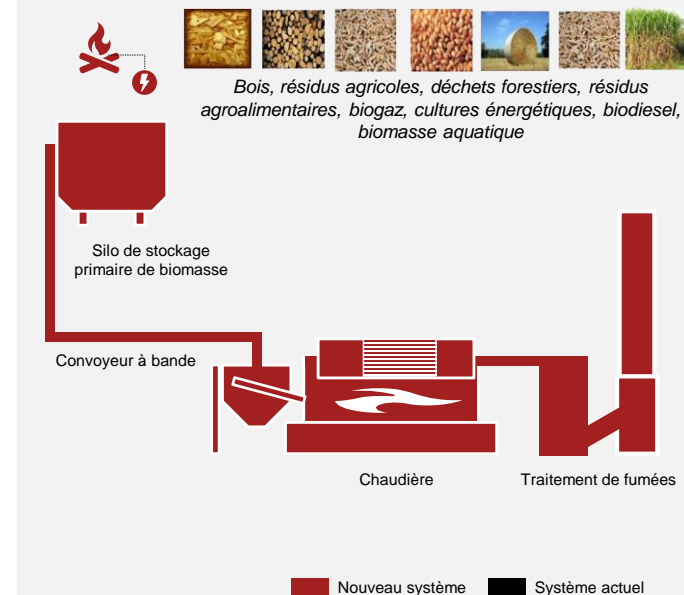 Bois, résidus agricoles, déchets forestiers, résidus
agroalimentaires, biogaz, cultures énergétiques, biodiesel,
biomasse aquatique
Silo de stockage
primaire de biomasse
Convoyeur à bande
Chaudière
Traitement de fumées
Nouveau système
Système actuel